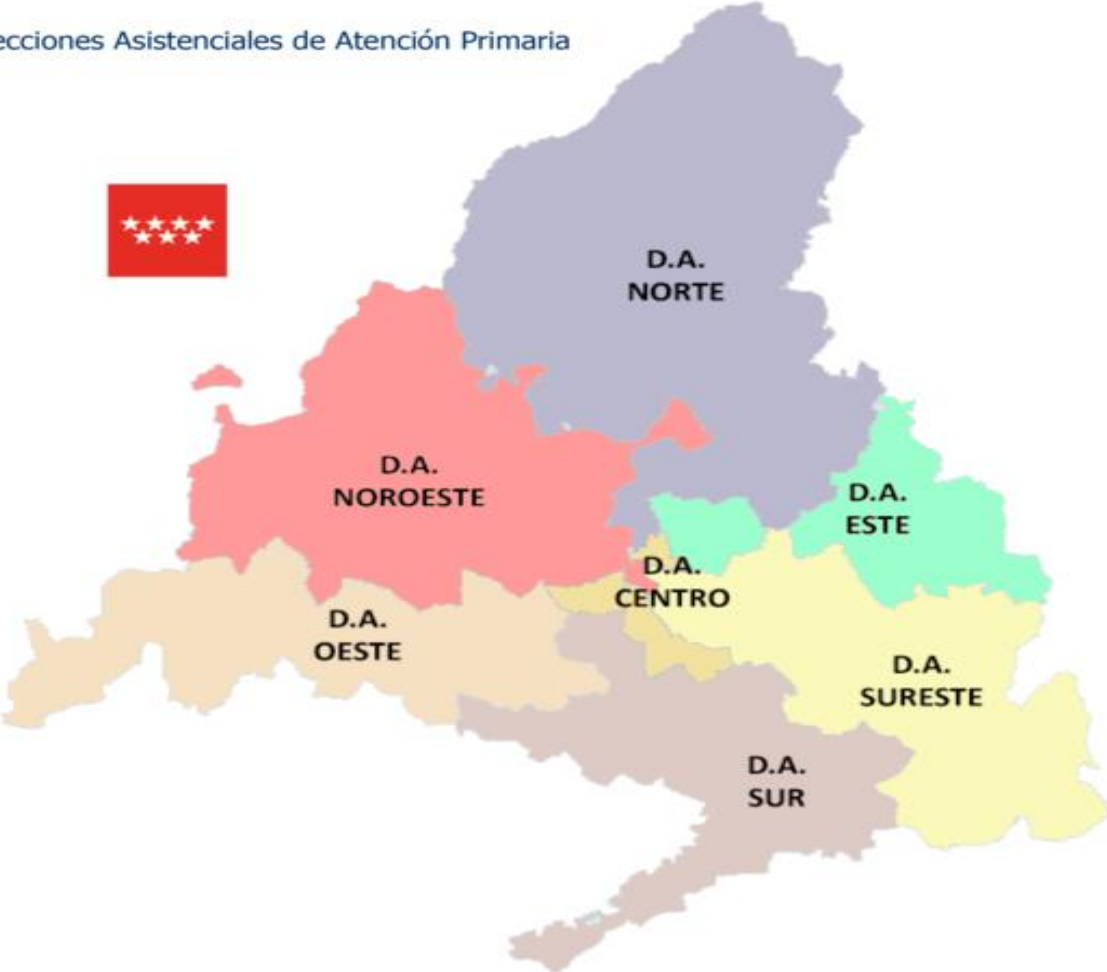 ecciones Asistenciales de Atención Primaria
D.A.
NORTE
D.A.
NOROESTE
D.A.
ESTE
D.A.
CENTRO
D.A.
OESTE
D.A.
SURESTE
D.A.
SUR